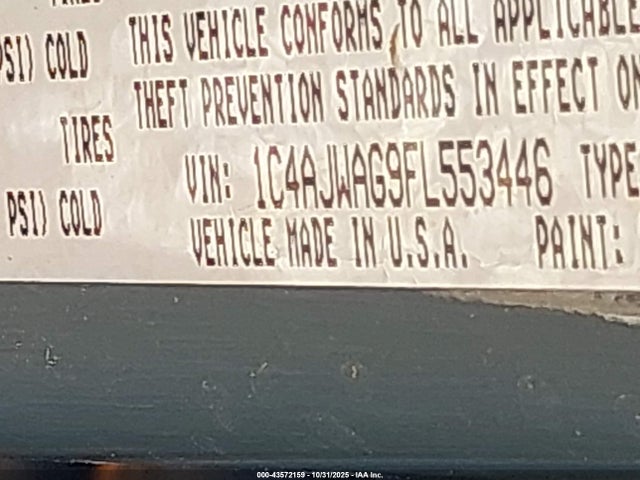 TIRES
THIS VEHICLE CONFORMS TO ALL APPLICABLE
PSI) COLD
THEFT PREVENTION STANDARDS IN EFFECT ON
TIRES
VIN: 1C4AJWAG9FL553446 TYPE
PSI) COLD
VEHICLE MADE IN U.S.A. PAINT:
000-43572159 - 10/31/2025 - IAA Inc.